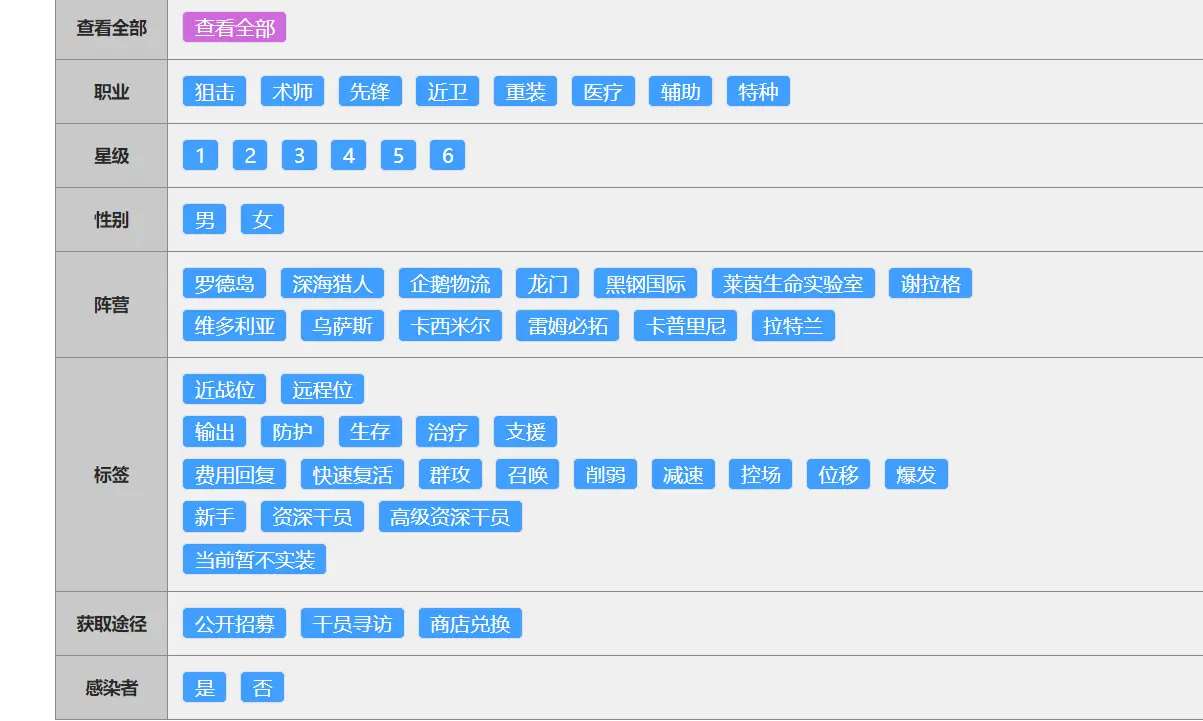 查看全部 查看全部
职业 狙击 术师 先锋 近卫 重装 医疗 辅助 特种
星级 1 2 3 4 5 6
性别 男 女
阵营
罗德岛 深海猎人 企鹅物流 龙门 黑钢国际 莱茵生命实验室 谢拉格
维多利亚 乌萨斯 卡西米尔 雷姆必拓 卡普里尼 拉特兰
标签
近战位 远程位
输出 防护 生存 治疗 支援
费用回复 快速复活 群攻 召唤 削弱 减速 控场 位移 爆发
新手 资深干员 高级资深干员
当前暂不实装
获取途径 公开招募 干员寻访 商店兑换
感染者 是 否